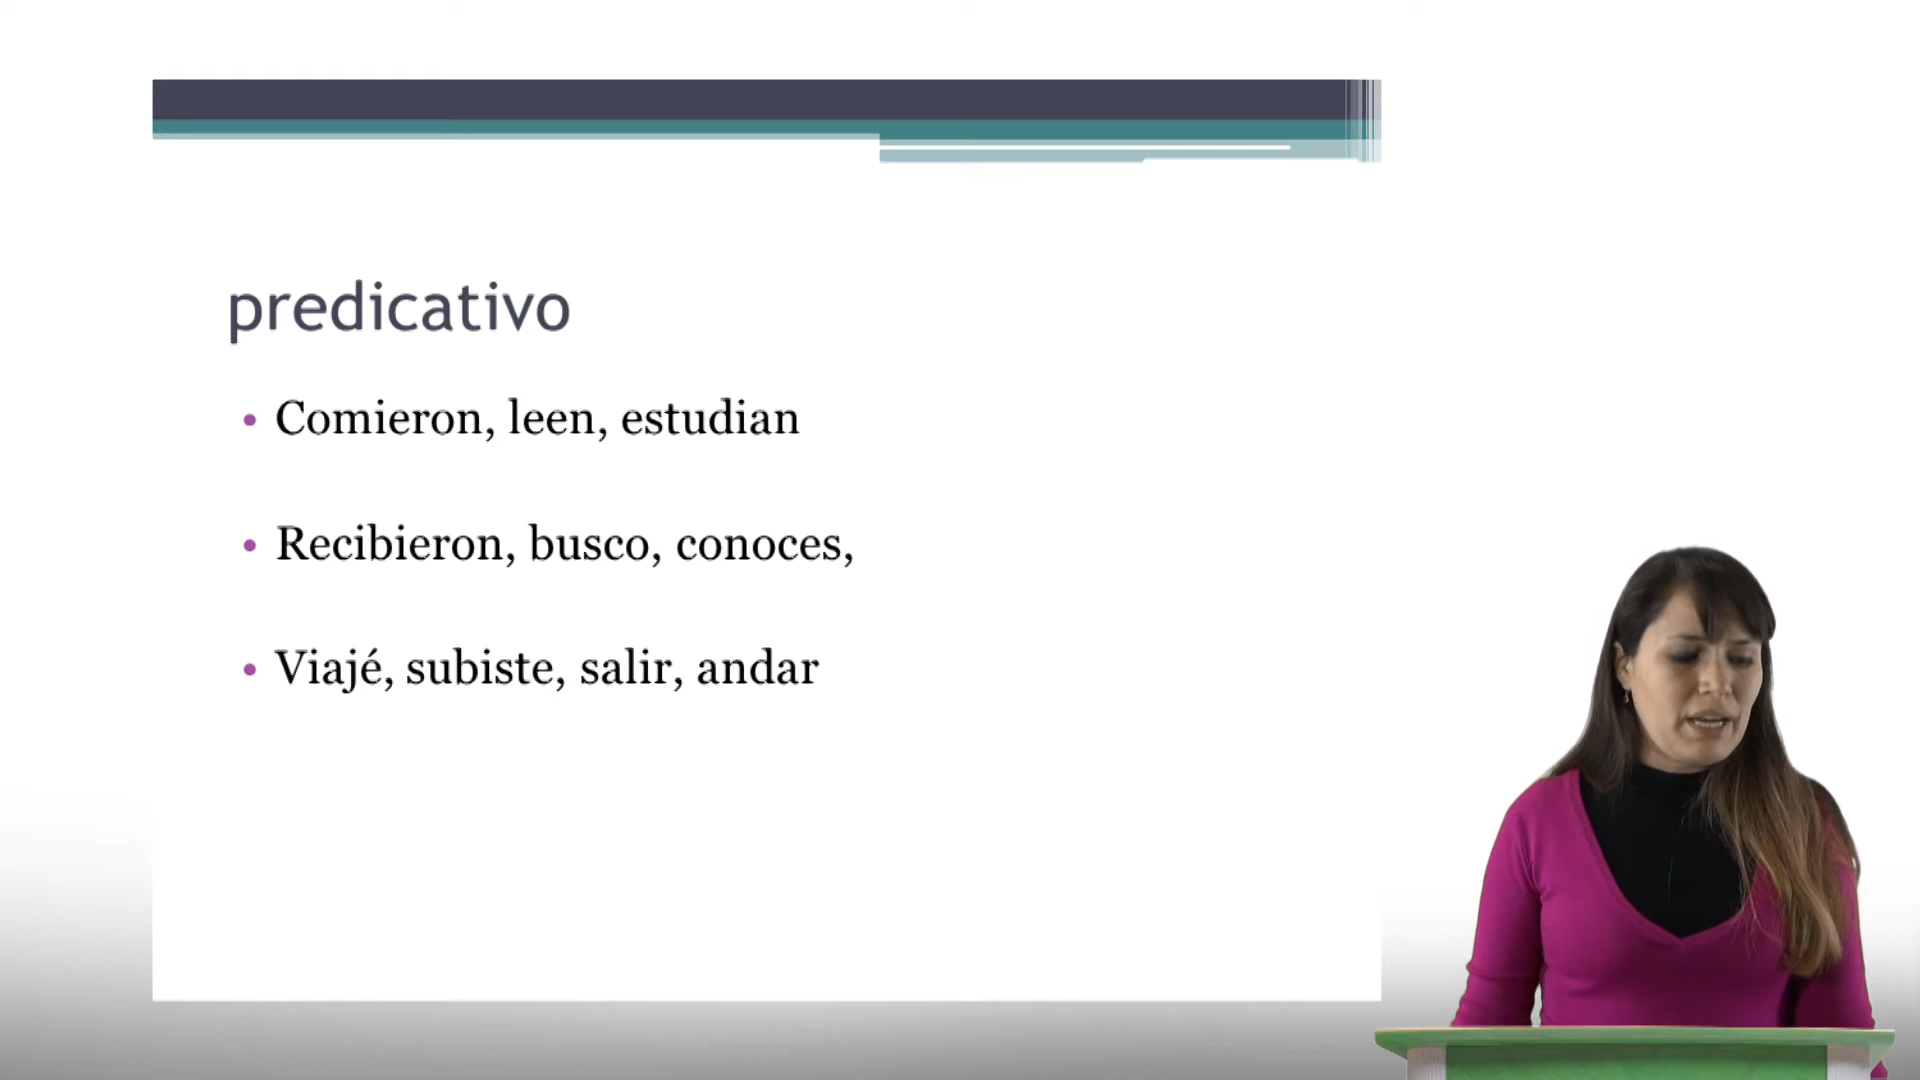 predicativo
• Comieron, leen, estudian
• Recibieron, busco, conoces,
• Viajé, subiste, salir, andar